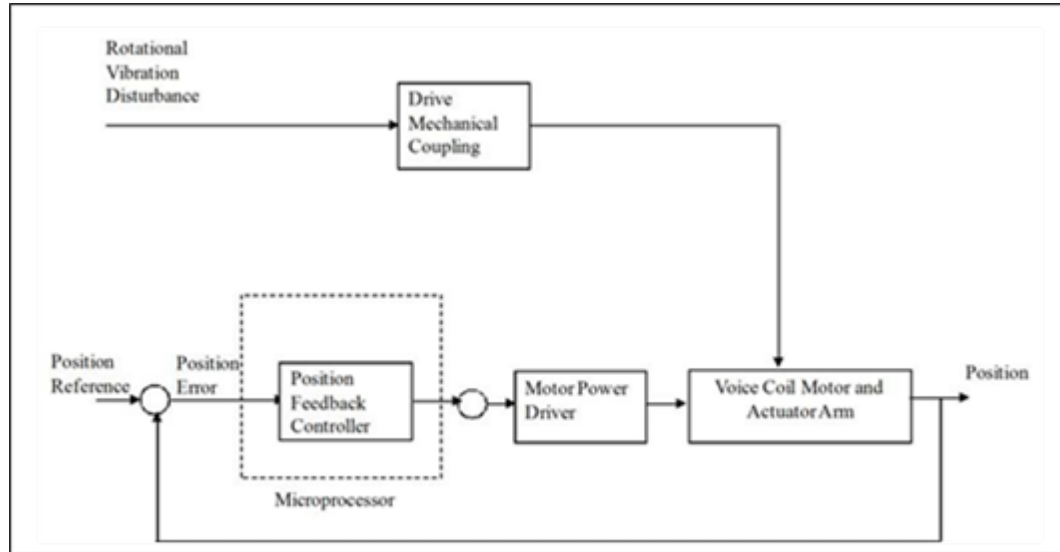 Rotational
Vibration
Disturbance
Drive
Mechanical
Coupling
Position
Reference
Position
Error
Position
Feedback
Controller
Microprocessor
Motor Power
Driver
Voice Coil Motor and
Actuator Arm
Position